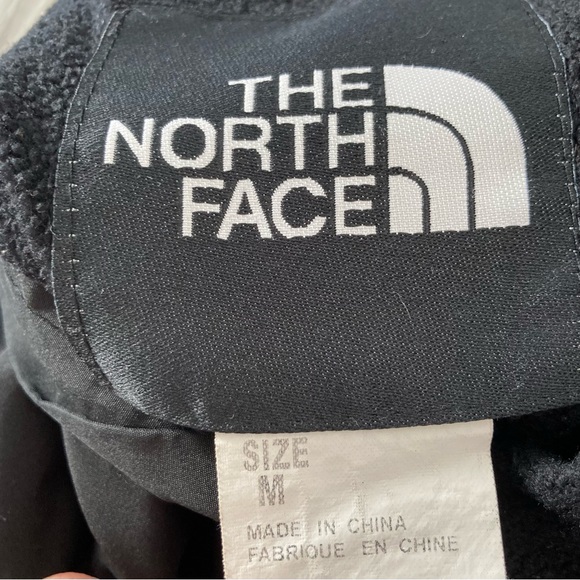 THE
NORTH
FACE
SIZE
M
MADE IN CHINA
FABRIQUE EN CHINE